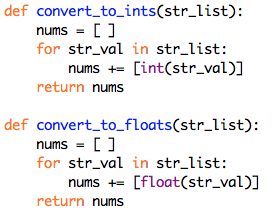 def convert_to_ints(str_list):
    nums = [ ]
    for str_val in str_list:
        nums += [int(str_val)]
    return nums

def convert_to_floats(str_list):
    nums = [ ]
    for str_val in str_list:
        nums += [float(str_val)]
    return nums